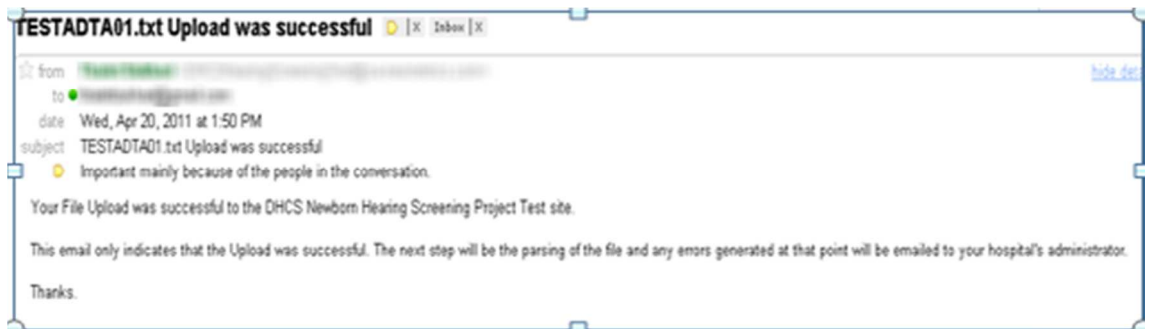 TESTADTA01.txt Upload was successful |X Inbox |X
from hide
to
date Wed, Apr 20, 2011 at 1:50 PM
subject TESTADTA01.txt Upload was successful
Important mainly because of the people in the conversation.
Your File Upload was successful to the DHCS Newborn Hearing Screening Project Test site.
This email only indicates that the Upload was successful. The next step will be the parsing of the file and any errors generated at that point will be emailed to your hospital's administrator.
Thanks.